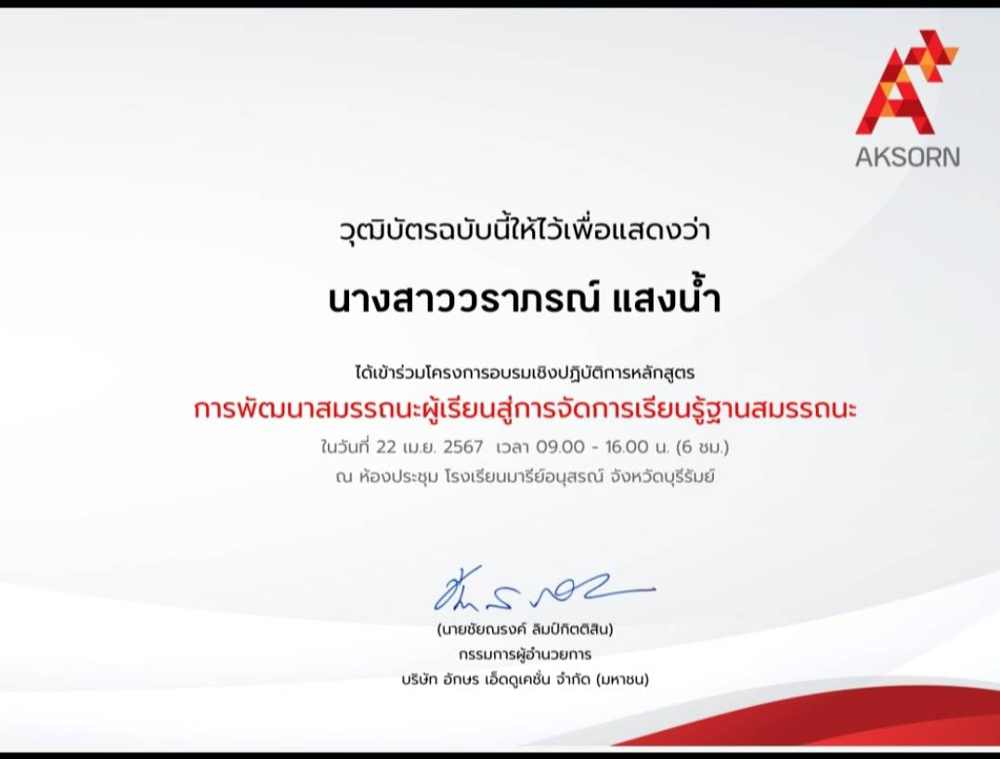 AKSORN
วุฒิบัตรฉบับนี้ให้ไว้เพื่อแสดงว่า
นางสาววราภรณ์ แสงน้ำ
ได้เข้าร่วมโครงการอบรมเชิงปฏิบัติการหลักสูตร
การพัฒนาสมรรถนะผู้เรียนสู่การจัดการเรียนรู้ฐานสมรรถนะ
ในวันที่ 22 เม.ย. 2567 เวลา 09.00 - 16.00 น. (6 ชม.)
ณ ห้องประชุม โรงเรียนมารีย์อนุสรณ์ จังหวัดบุรีรัมย์
(นายชัยณรงค์ ลิมป์กิตติสิน)
กรรมการผู้อำนวยการ
บริษัท อักษร เอ็ดดูเคชั่น จำกัด (มหาชน)